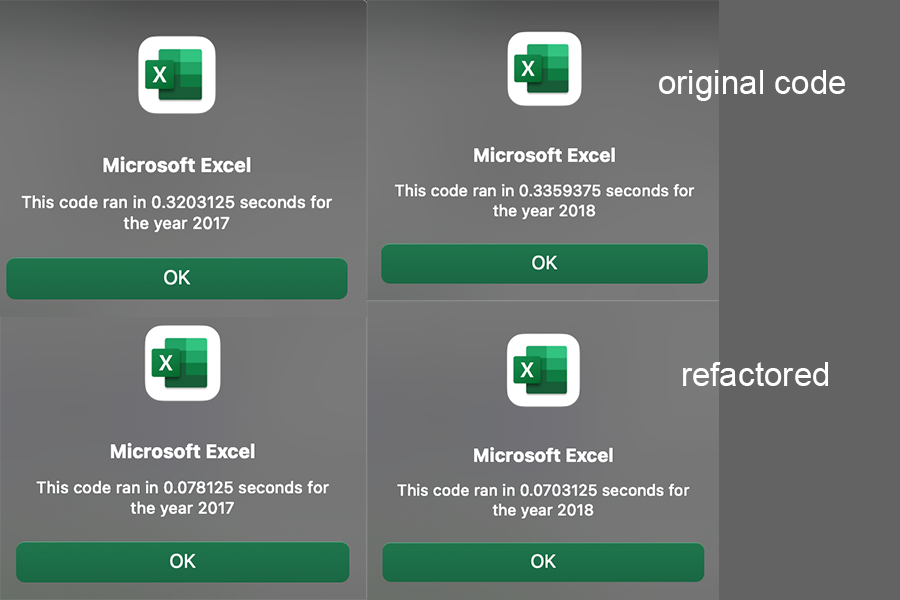 X
Microsoft Excel
This code ran in 0.3203125 seconds for
the year 2017
OK
X
Microsoft Excel
This code ran in 0.3359375 seconds for
the year 2018
OK
original code
X
Microsoft Excel
This code ran in 0.078125 seconds for
the year 2017
OK
X
Microsoft Excel
This code ran in 0.0703125 seconds for
the year 2018
OK
refactored